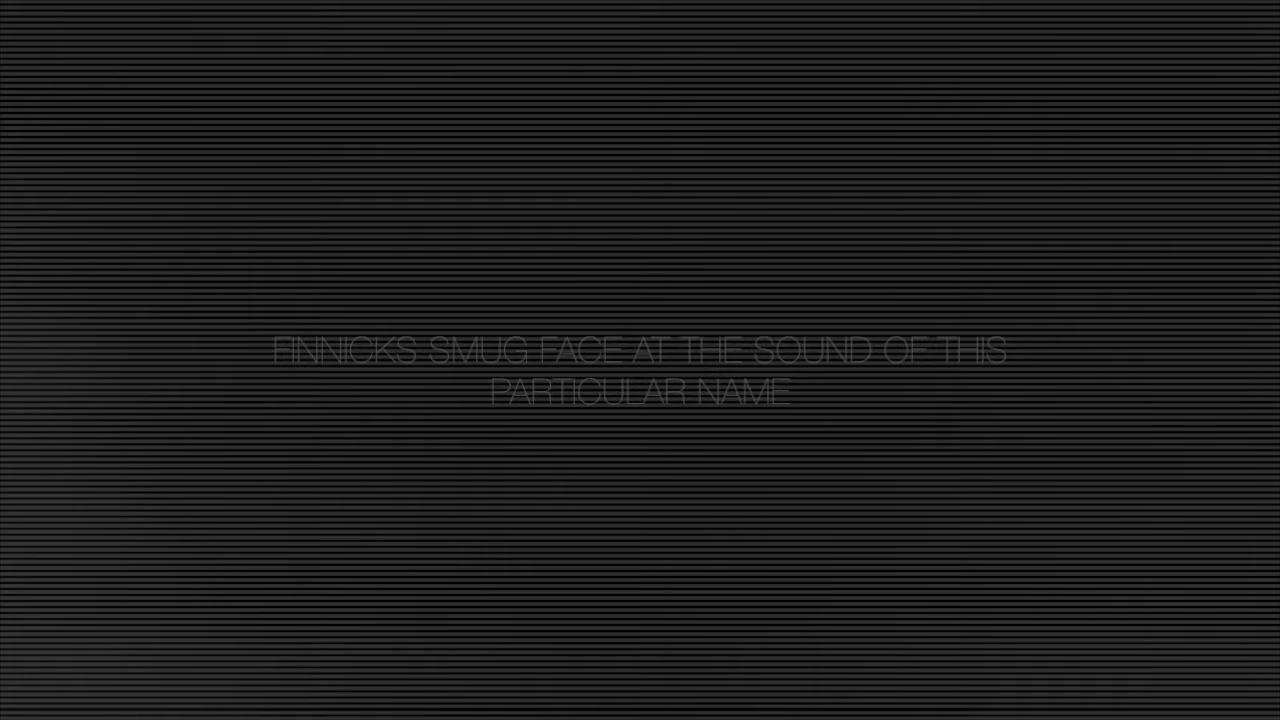 FINNICKS SMUG FACE AT THE SOUND OF THIS
PARTICULAR NAME